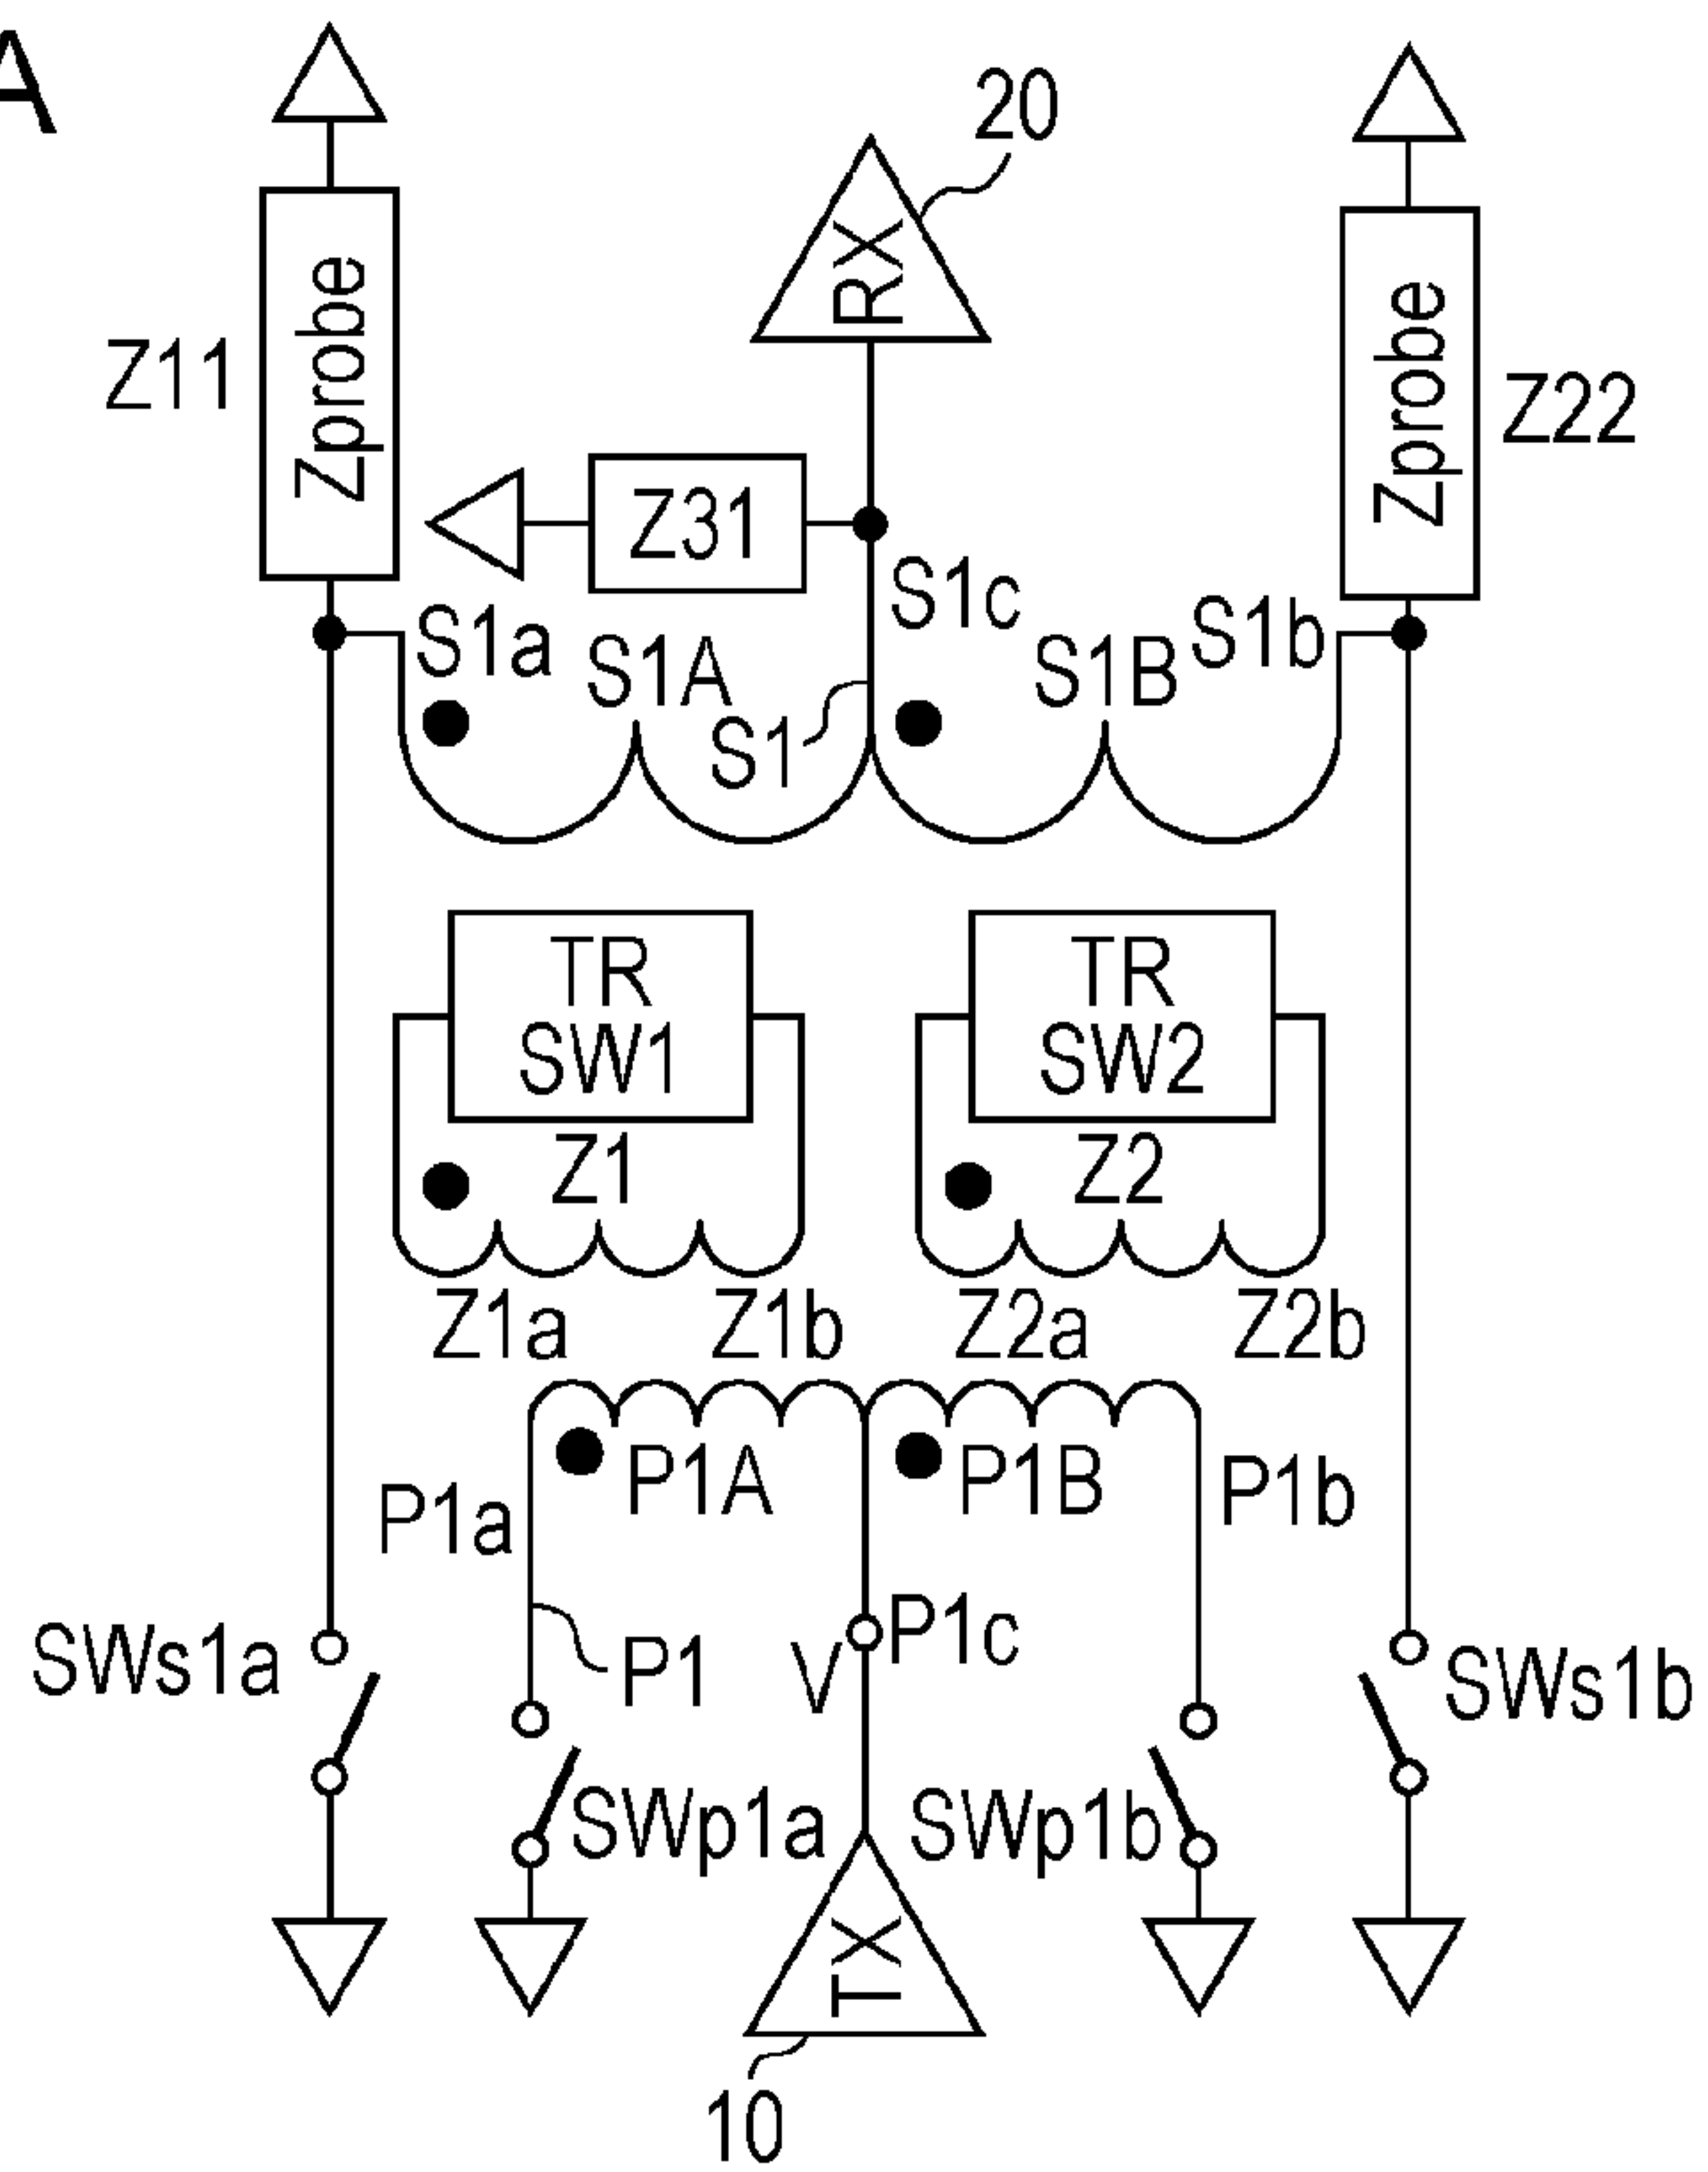 A
20
RX
Zprobe
Zprobe
Z11
Z22
Z31
S1c
S1a
S1A
S1B
S1b
S1
TR
SW1
TR
SW2
Z1
Z2
Z1a
Z1b
Z2a
Z2b
P1A
P1B
P1a
P1b
P1
V
P1c
SWs1a
SWs1b
SWp1a
SWp1b
TX
10